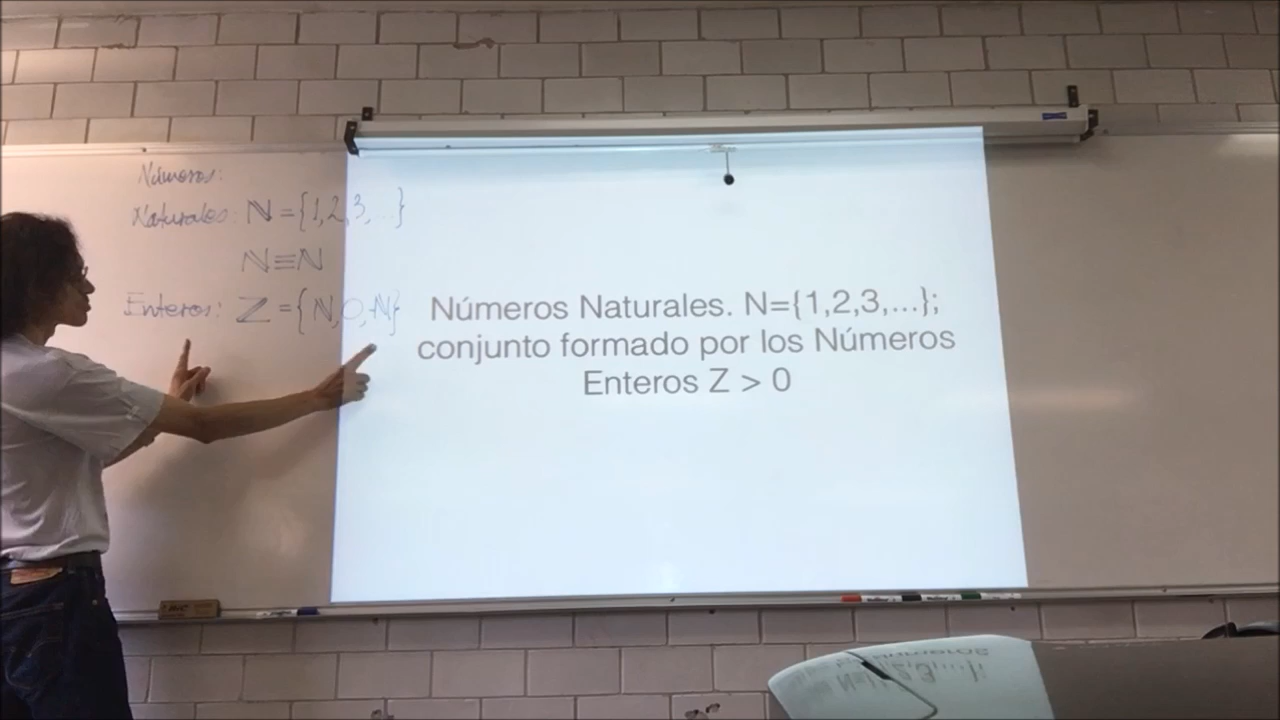 Números:
Naturales: ℕ={1,2,3,...}
ℕ≡N
Enteros: ℤ={N,0,-N}
Números Naturales. N={1,2,3,...};
conjunto formado por los Números
Enteros Z > 0